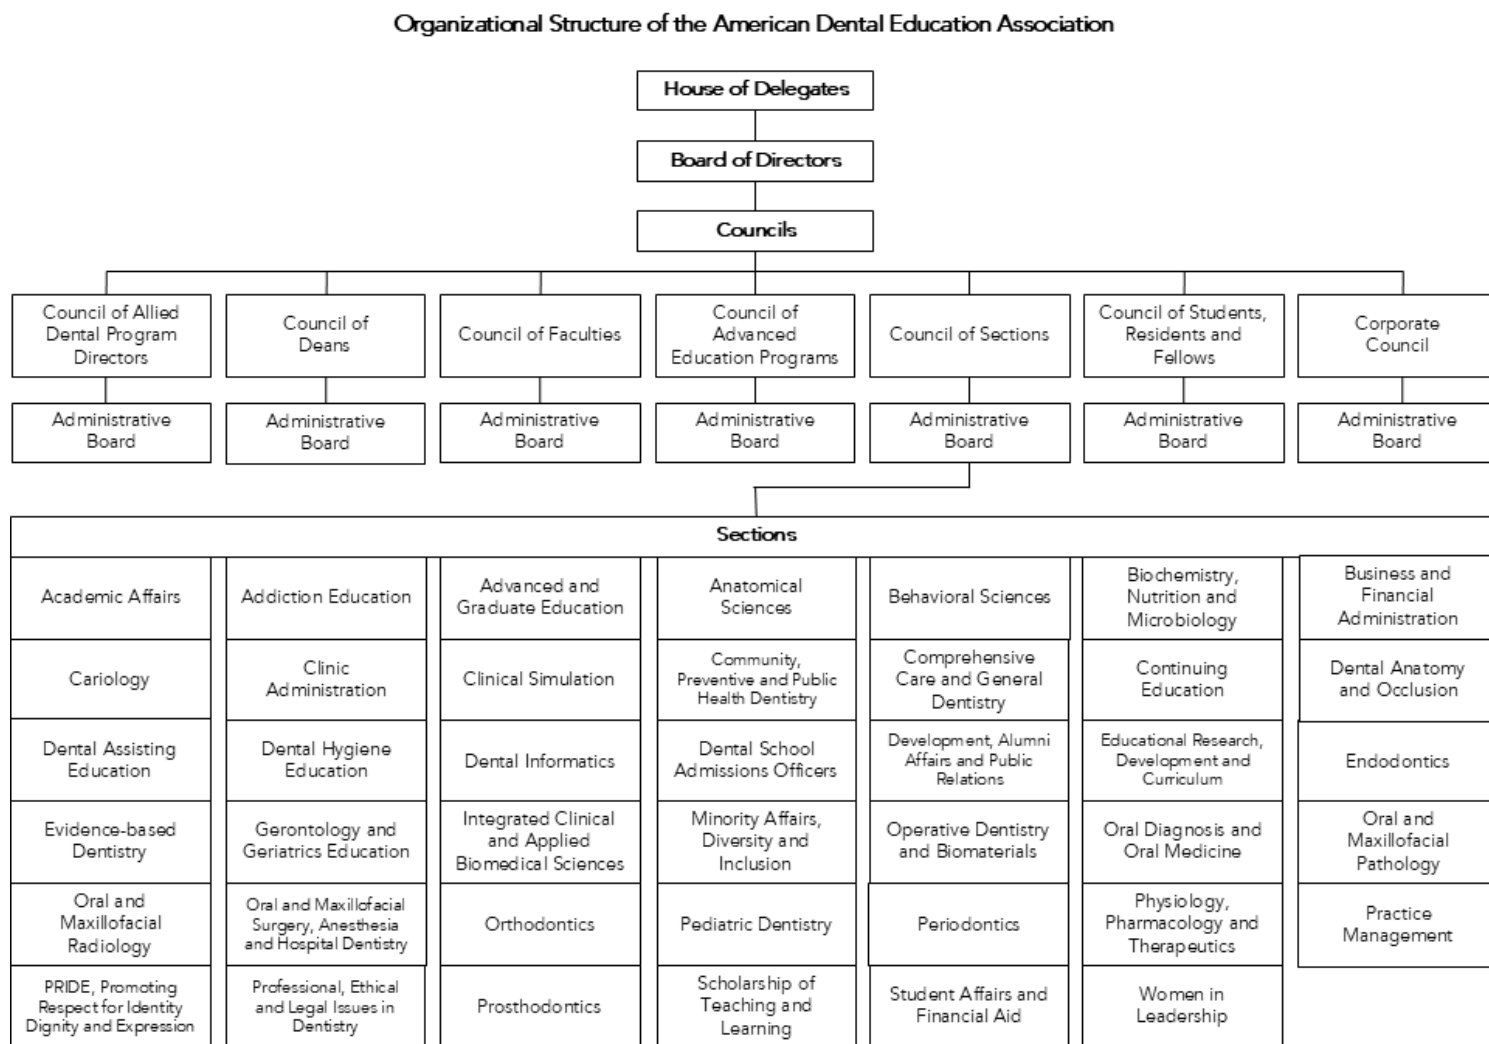 Organizational Structure of the American Dental Education Association
House of Delegates
Board of Directors
Councils
Council of Allied
Dental Program
Directors
Council of
Deans
Council of Faculties
Council of
Advanced
Education Programs
Council of Sections
Council of Students,
Residents and
Fellows
Corporate
Council
Administrative
Board
Administrative
Board
Administrative
Board
Administrative
Board
Administrative
Board
Administrative
Board
Administrative
Board
Sections
Academic Affairs
Addiction Education
Advanced and
Graduate Education
Anatomical
Sciences
Behavioral Sciences
Biochemistry,
Nutrition and
Microbiology
Business and
Financial
Administration
Cariology
Clinic
Administration
Clinical Simulation
Community,
Preventive and Public
Health Dentistry
Comprehensive
Care and General
Dentistry
Continuing
Education
Dental Anatomy
and Occlusion
Dental Assisting
Education
Dental Hygiene
Education
Dental Informatics
Dental School
Admissions Officers
Development, Alumni
Affairs and Public
Relations
Educational Research,
Development and
Curriculum
Endodontics
Evidence-based
Dentistry
Gerontology and
Geriatrics Education
Integrated Clinical
and Applied
Biomedical Sciences
Minority Affairs,
Diversity and
Inclusion
Operative Dentistry
and Biomaterials
Oral Diagnosis and
Oral Medicine
Oral and
Maxillofacial
Pathology
Oral and
Maxillofacial
Radiology
Oral and Maxillofacial
Surgery, Anesthesia
and Hospital Dentistry
Orthodontics
Pediatric Dentistry
Periodontics
Physiology,
Pharmacology and
Therapeutics
Practice
Management
PRIDE, Promoting
Respect for Identity
Dignity and Expression
Professional, Ethical
and Legal Issues in
Dentistry
Prosthodontics
Scholarship of
Teaching and
Learning
Student Affairs and
Financial Aid
Women in
Leadership